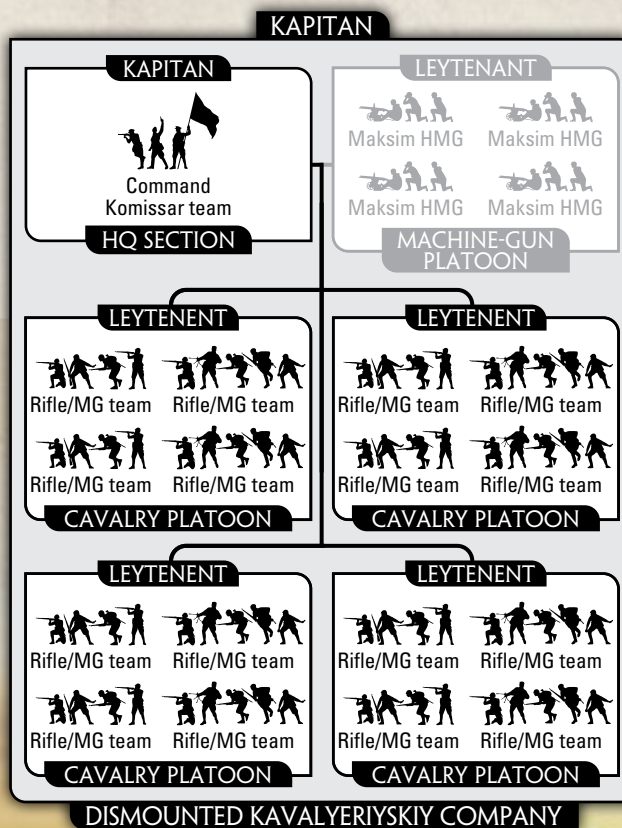 KAPITAN
KAPITAN
Command
Komissar team
HQ SECTION
LEYTENANT
Maksim HMG Maksim HMG
Maksim HMG Maksim HMG
MACHINE-GUN
PLATOON
LEYTENENT
Rifle/MG team Rifle/MG team
Rifle/MG team Rifle/MG team
CAVALRY PLATOON
LEYTENENT
Rifle/MG team Rifle/MG team
Rifle/MG team Rifle/MG team
CAVALRY PLATOON
LEYTENENT
Rifle/MG team Rifle/MG team
Rifle/MG team Rifle/MG team
CAVALRY PLATOON
LEYTENENT
Rifle/MG team Rifle/MG team
Rifle/MG team Rifle/MG team
CAVALRY PLATOON
DISMOUNTED KAVALYERIYSKIY COMPANY